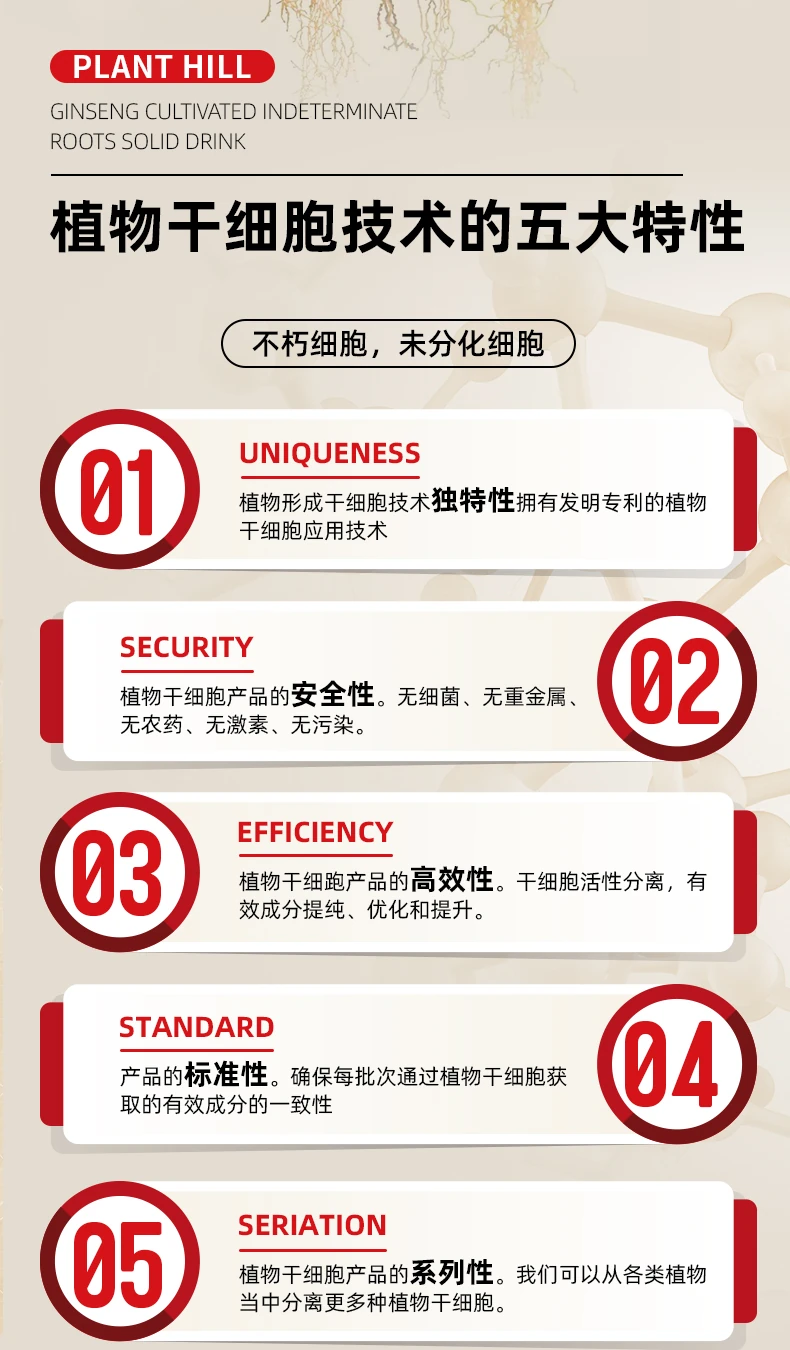 PLANT HILL
GINSENG CULTIVATED INDETERMINATE
ROOTS SOLID DRINK
植物干细胞技术的五大特性
不朽细胞，未分化细胞
01
UNIQUENESS
植物形成干细胞技术独特性拥有发明专利的植物
干细胞应用技术
SECURITY
植物干细胞产品的安全性。无细菌、无重金属、
无农药、无激素、无污染。
02
03
EFFICIENCY
植物干细跑产品的高效性。干细胞活性分离，有
效成分提纯、优化和提升。
STANDARD
产品的标准性。确保每批次通过植物干细胞获
取的有效成分的一致性
04
05
SERIATION
植物干细胞产品的系列性。我们可以从各类植物
当中分离更多种植物干细胞。